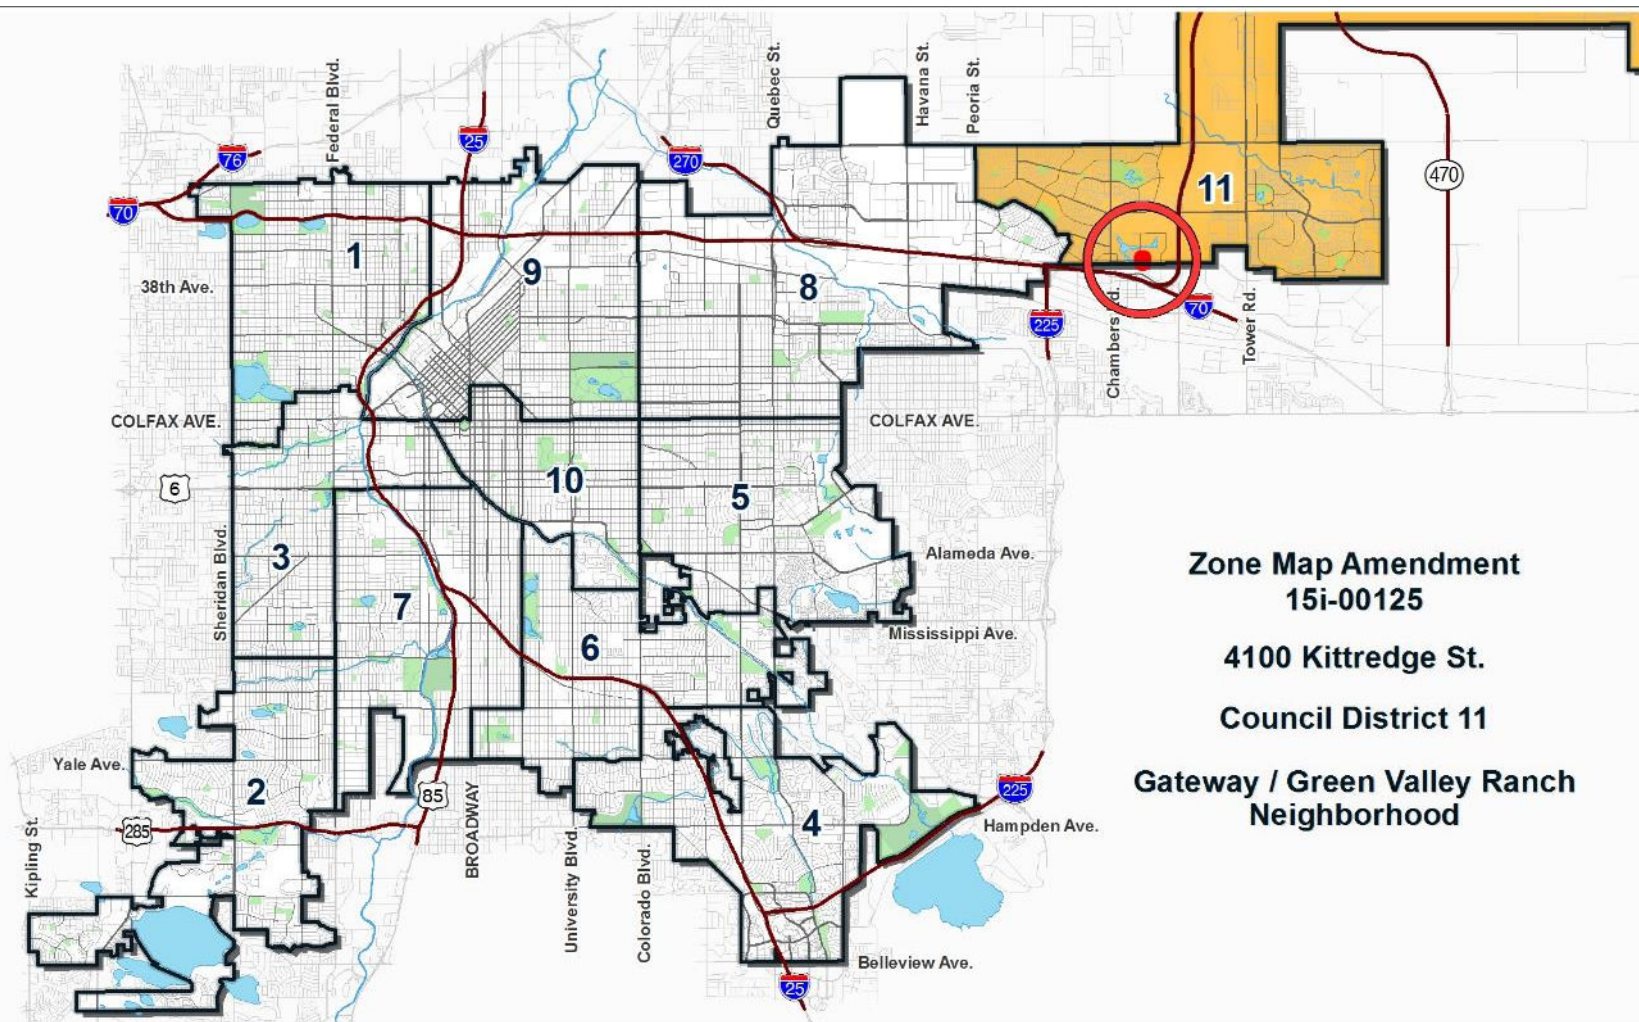 Quebec St.
Havana St.
Peoria St.
Federal Blvd.
25
76
270
470
70
11
1
9
8
38th Ave.
225
Chambers Rd.
70
Tower Rd.
COLFAX AVE.
COLFAX AVE.
6
10
5
3
Sheridan Blvd.
Alameda Ave.
7
6
Mississippi Ave.
Zone Map Amendment
15i-00125
4100 Kittredge St.
Council District 11
Gateway / Green Valley Ranch
Neighborhood
Yale Ave.
2
85
BROADWAY
225
285
4
Hampden Ave.
Kipling St.
University Blvd.
Colorado Blvd.
Belleview Ave.
25